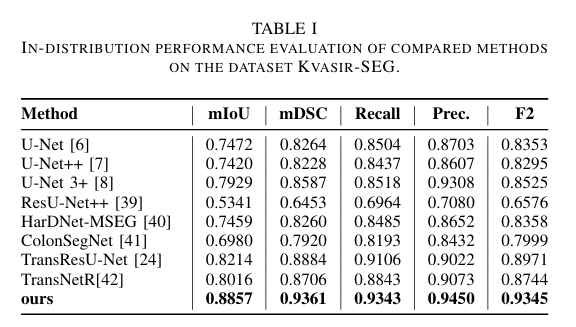 TABLE I
IN-DISTRIBUTION PERFORMANCE EVALUATION OF COMPARED METHODS
ON THE DATASET KVASIR-SEG.
Method mIoU mDSC Recall Prec. F2
U-Net [6] 0.7472 0.8264 0.8504 0.8703 0.8353
U-Net++ [7] 0.7420 0.8228 0.8437 0.8607 0.8295
U-Net 3+ [8] 0.7929 0.8587 0.8518 0.9308 0.8525
ResU-Net++ [39] 0.5341 0.6453 0.6964 0.7080 0.6576
HarDNet-MSEG [40] 0.7459 0.8260 0.8485 0.8652 0.8358
ColonSegNet [41] 0.6980 0.7920 0.8193 0.8432 0.7999
TransResU-Net [24] 0.8214 0.8884 0.9106 0.9022 0.8971
TransNetR[42] 0.8016 0.8706 0.8843 0.9073 0.8744
ours 0.8857 0.9361 0.9343 0.9450 0.9345